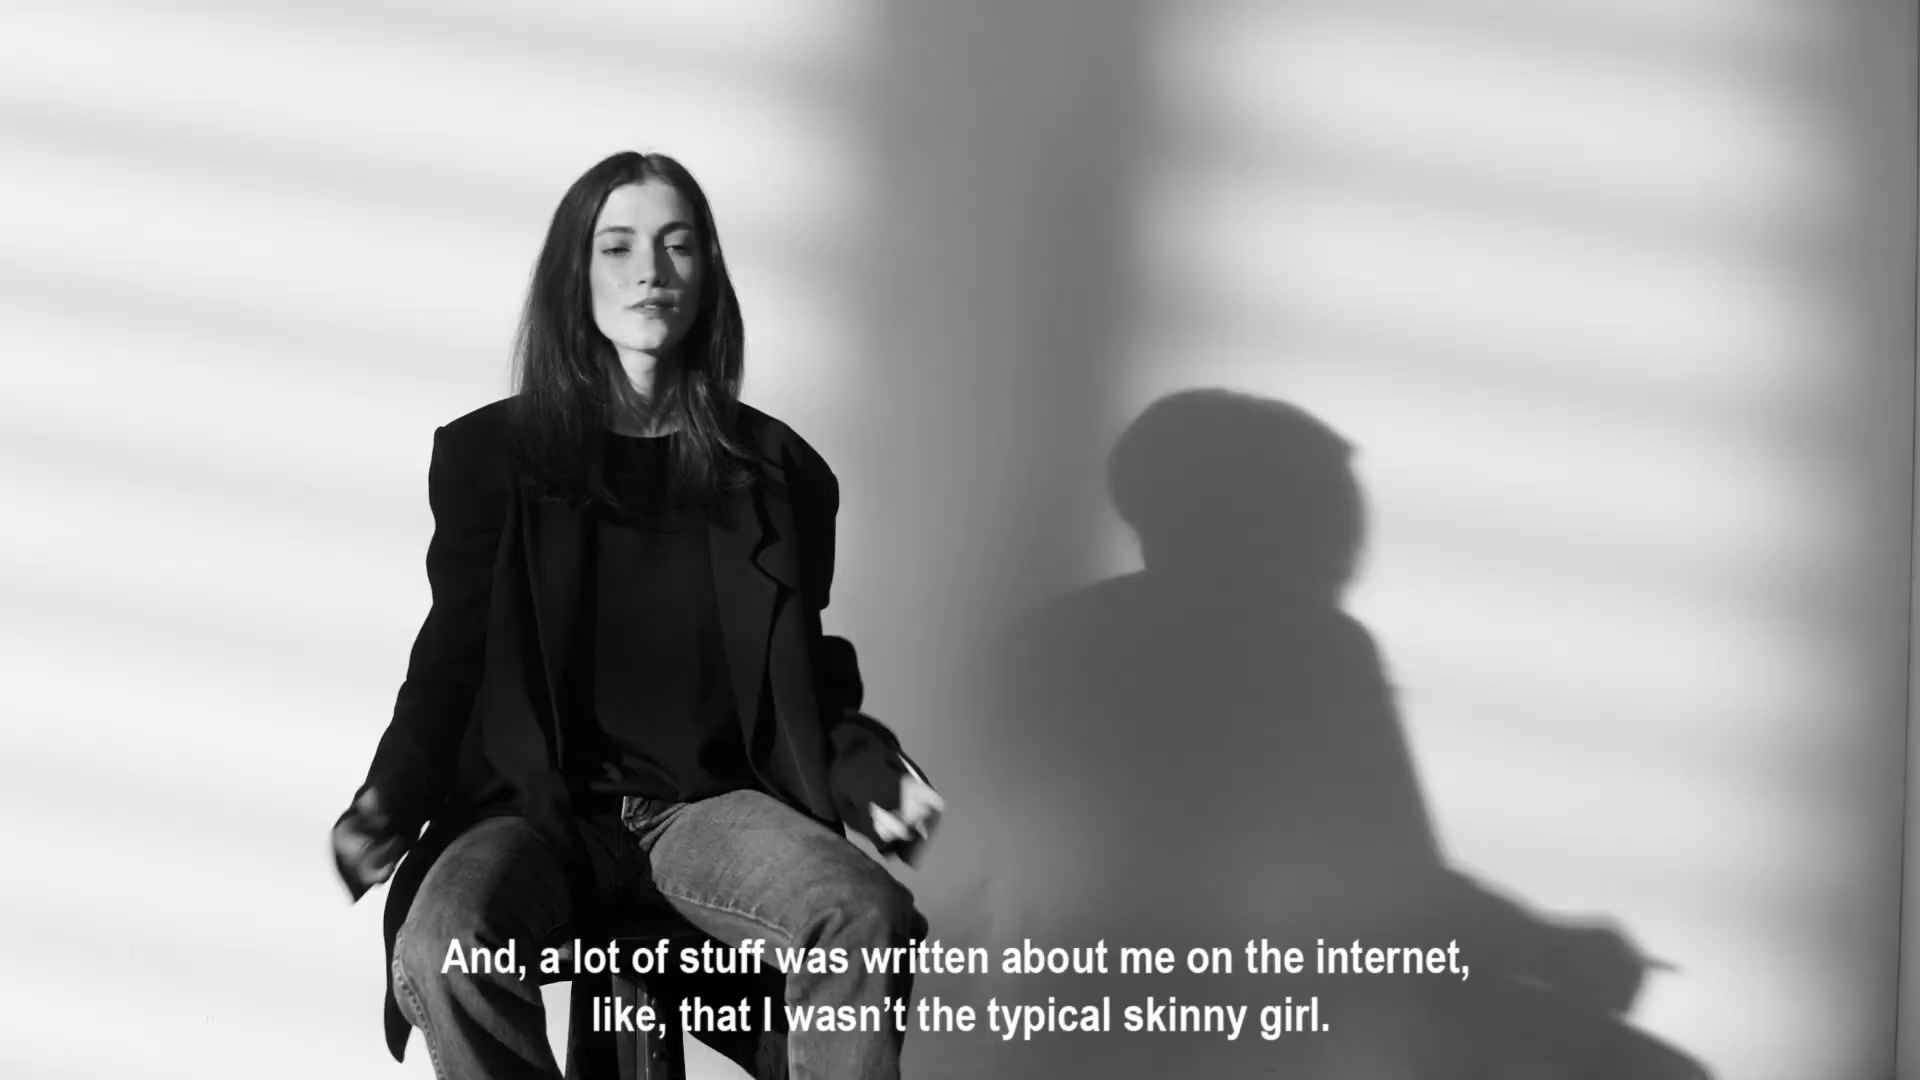 And, a lot of stuff was written about me on the internet,
like, that I wasn’t the typical skinny girl.